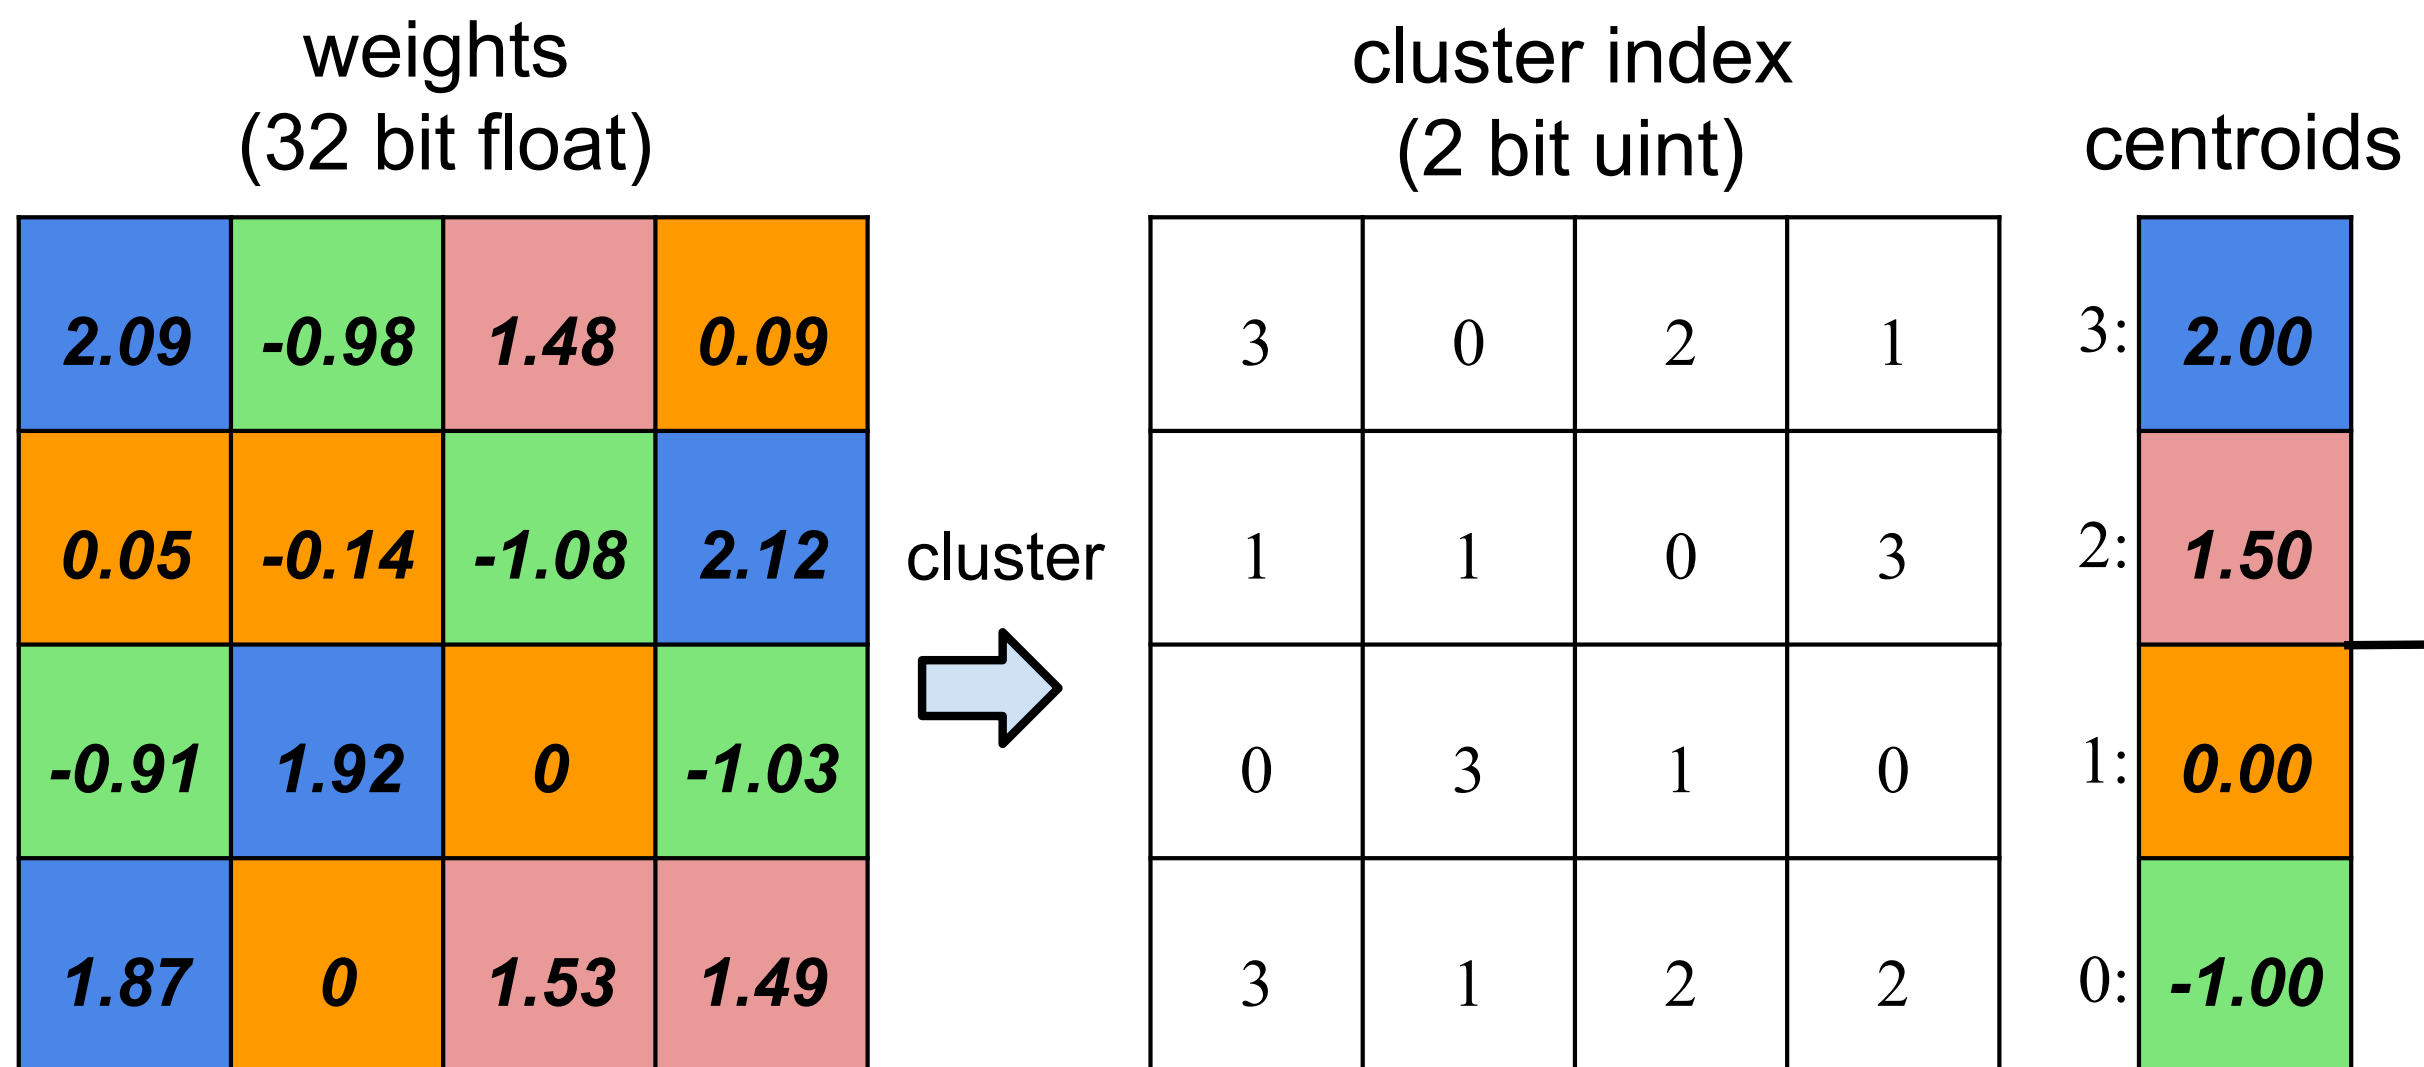 weights
(32 bit float)
cluster index
(2 bit uint)
centroids
2.09 -0.98 1.48 0.09
3 0 2 1
3: 2.00
0.05 -0.14 -1.08 2.12
cluster
1 1 0 3
2: 1.50
-0.91 1.92 0 -1.03
0 3 1 0
1: 0.00
1.87 0 1.53 1.49
3 1 2 2
0: -1.00